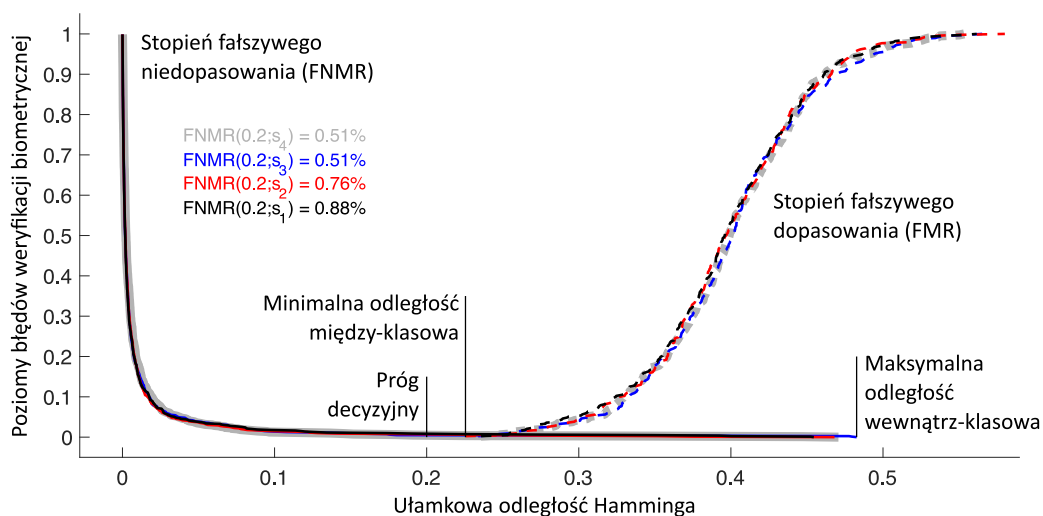 Stopień fałszywego
niedopasowania (FNMR)
FNMR(0.2;s4) = 0.51%
FNMR(0.2;s3) = 0.51%
FNMR(0.2;s2) = 0.76%
FNMR(0.2;s1) = 0.88%
Stopień fałszywego
dopasowania (FMR)
Minimalna odległość
między-klasowa
Próg
decyzyjny
Maksymalna
odległość
wewnątrz-klasowa
Poziomy błędów weryfikacji biometrycznej
1
0.9
0.8
0.7
0.6
0.5
0.4
0.3
0.2
0.1
0
0 0.1 0.2 0.3 0.4 0.5
Ułamkowa odległość Hamminga